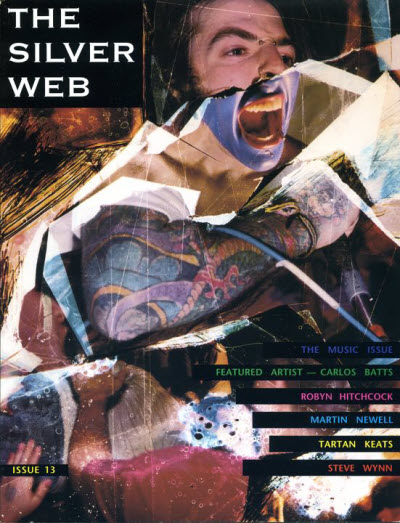 THE
SILVER
WEB
THE MUSIC ISSUE
FEATURED ARTIST — CARLOS BATTS
ROBYN HITCHCOCK
MARTIN NEWELL
TARTAN KEATS
STEVE WYNN
ISSUE 13